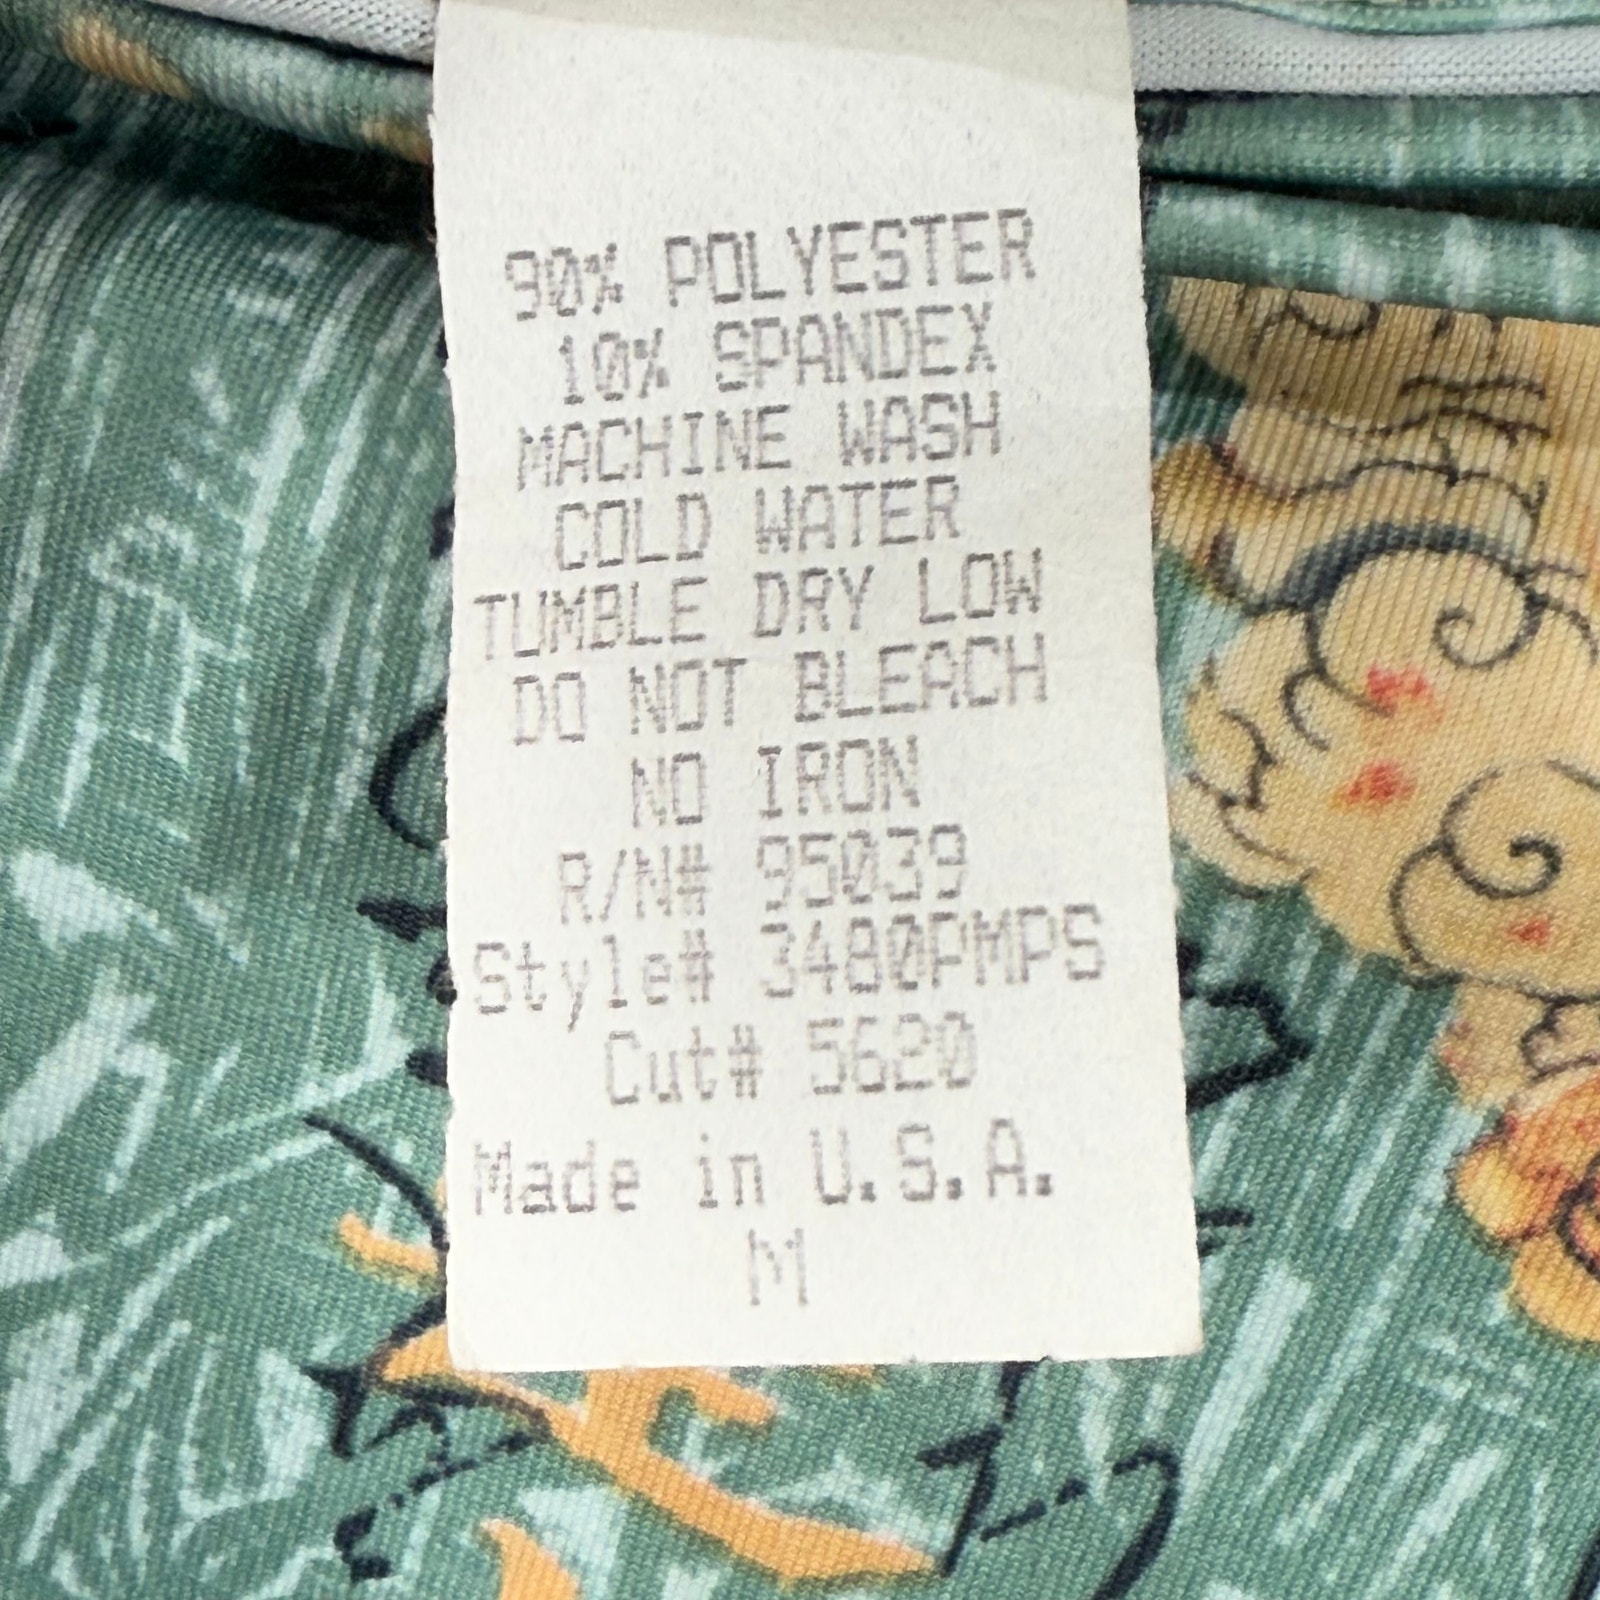 90% POLYESTER
10% SPANDEX
MACHINE WASH
COLD WATER
TUMBLE DRY LOW
DO NOT BLEACH
NO IRON
R/N# 95039
Style# 3480PMPS
Cut# 5620
Made in U.S.A.
M